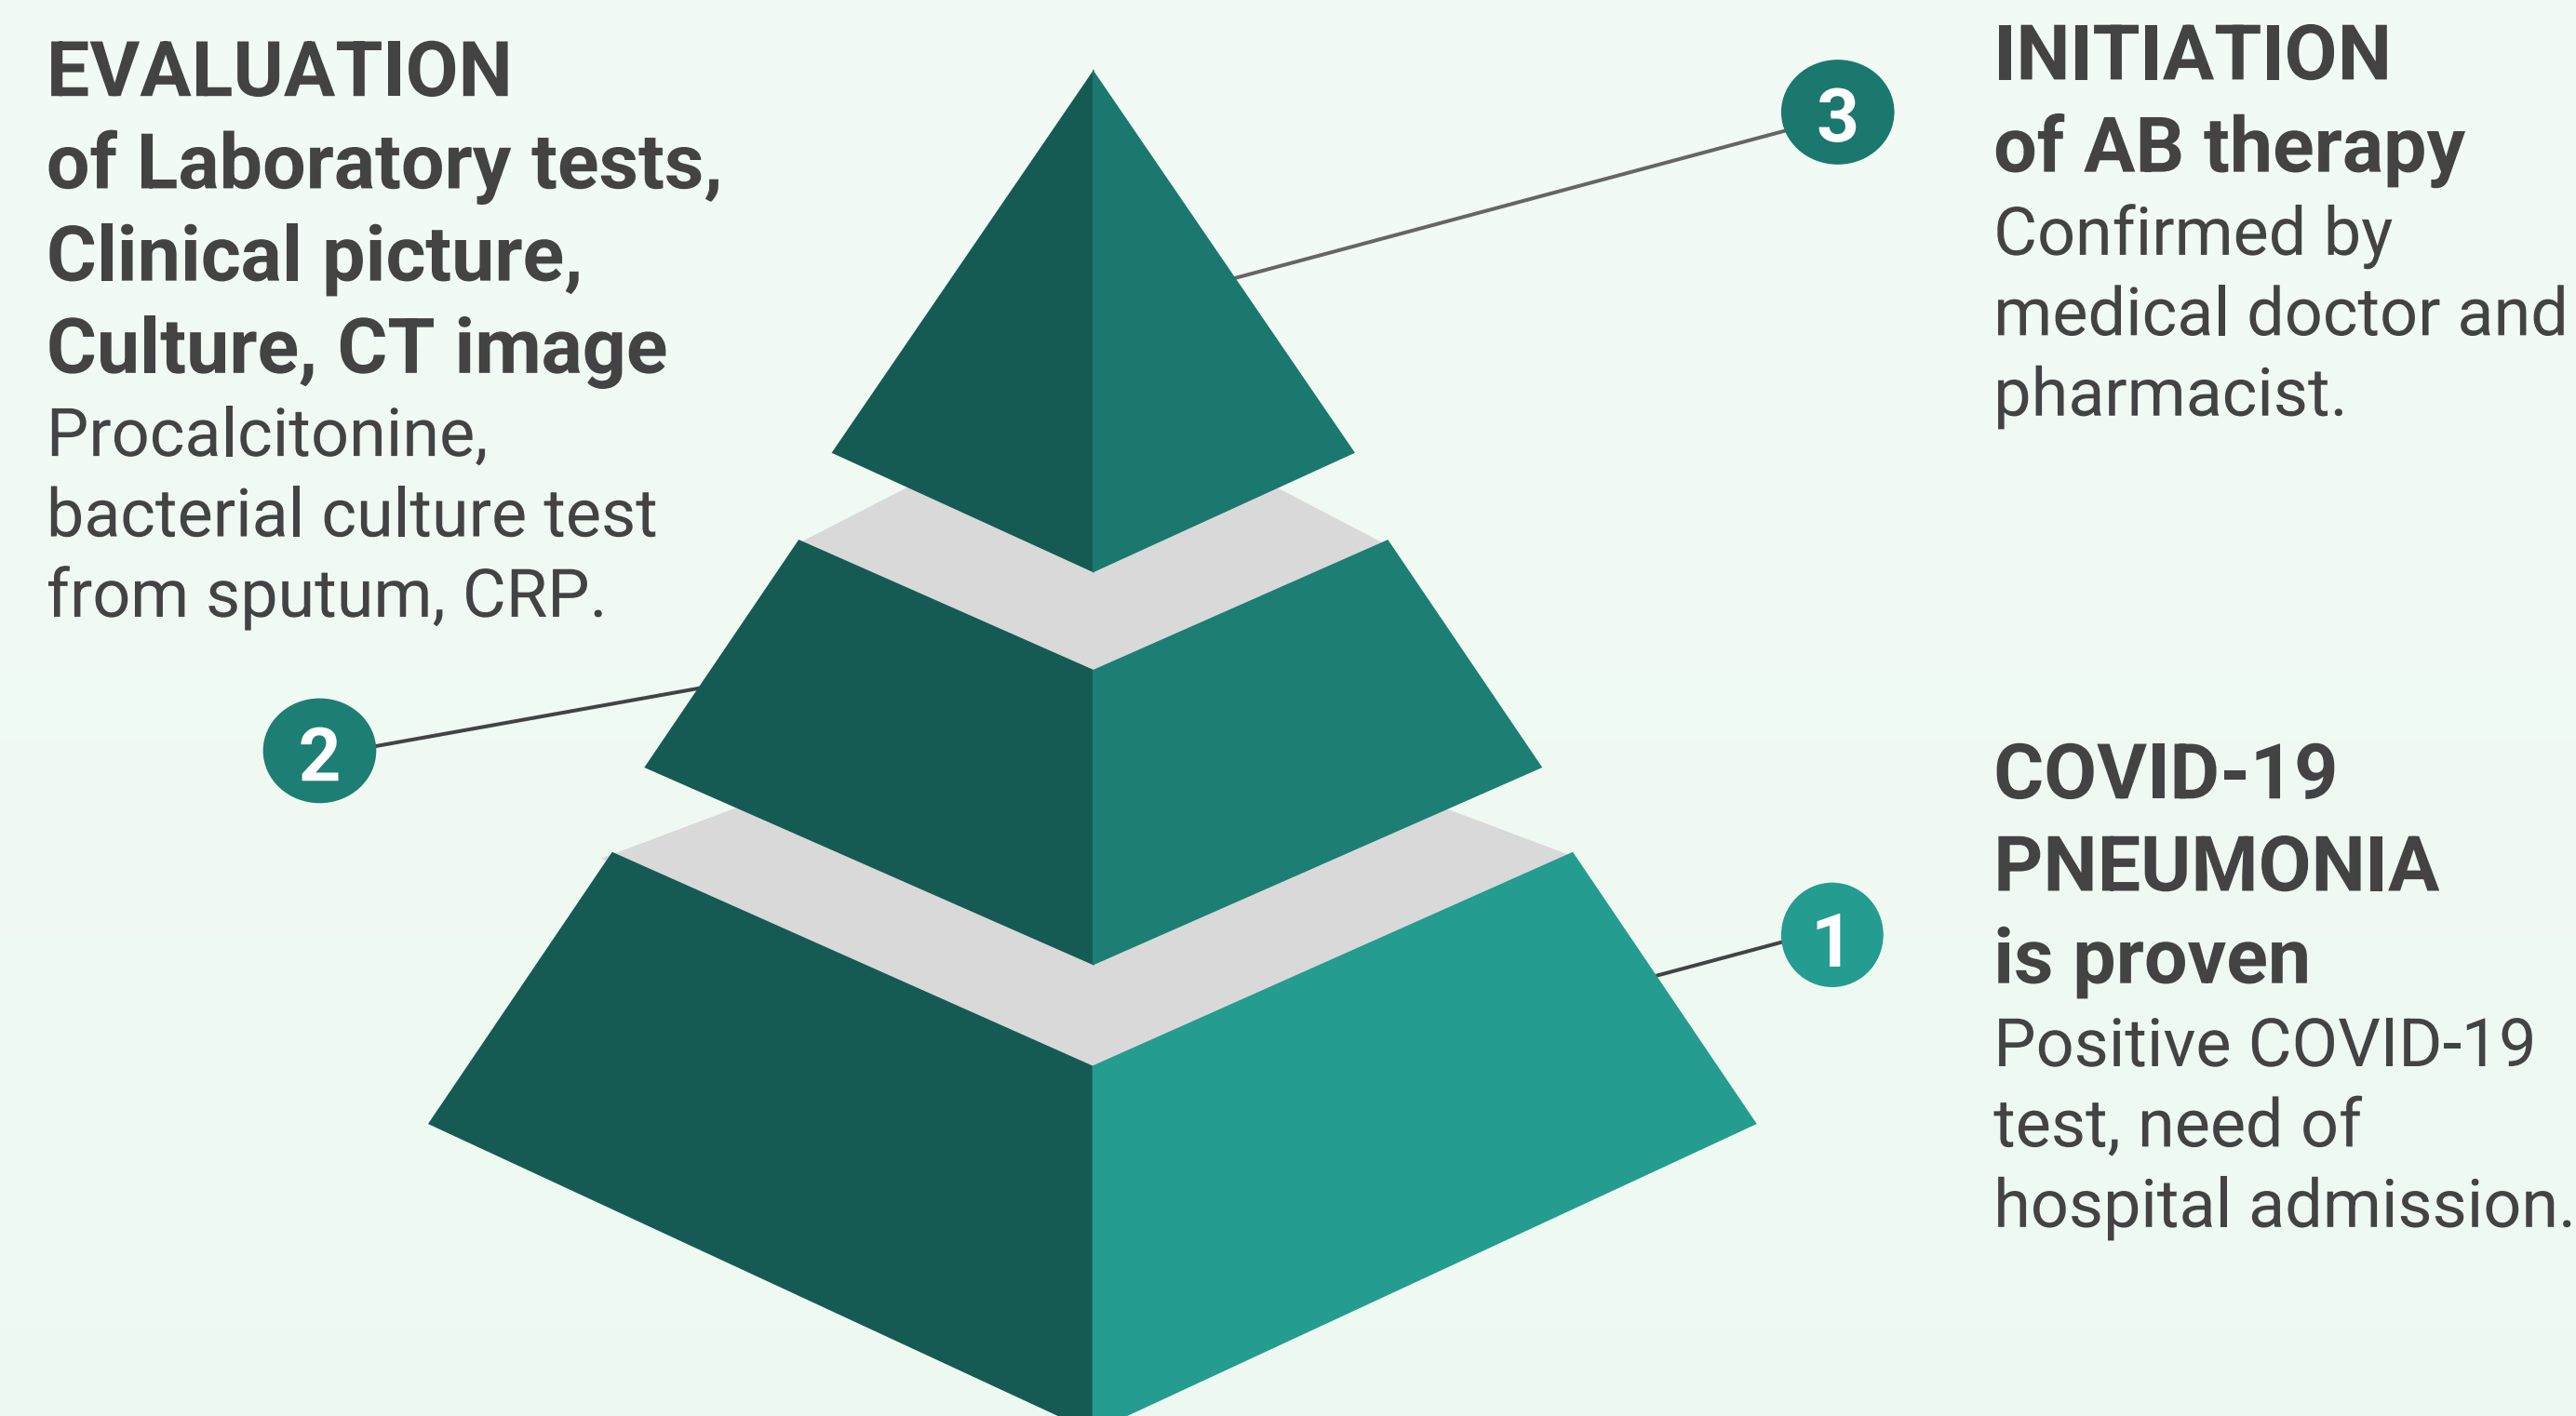 EVALUATION
of Laboratory tests,
Clinical picture,
Culture, CT image
Procalcitonine,
bacterial culture test
from sputum, CRP.
2
3
INITIATION
of AB therapy
Confirmed by
medical doctor and
pharmacist.
1
COVID-19
PNEUMONIA
is proven
Positive COVID-19
test, need of
hospital admission.